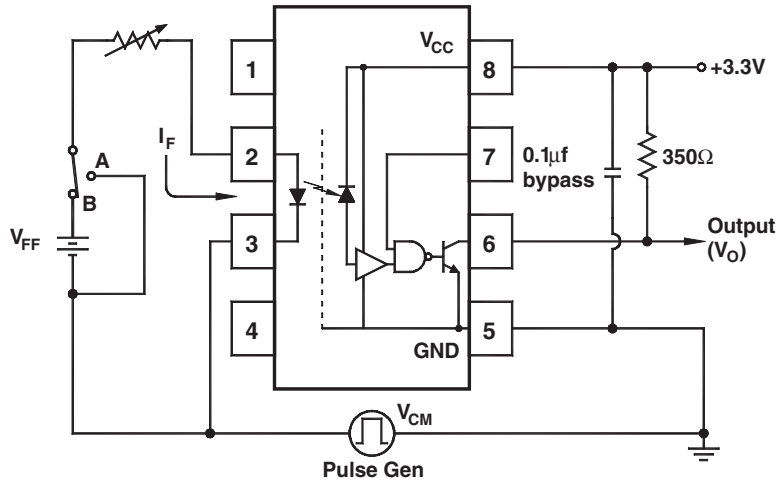 V_CC
1
8
+3.3V
I_F
2
7
0.1µf
bypass
350Ω
A
B
V_FF
3
6
Output
(V_O)
4
5
GND
V_CM
Pulse Gen